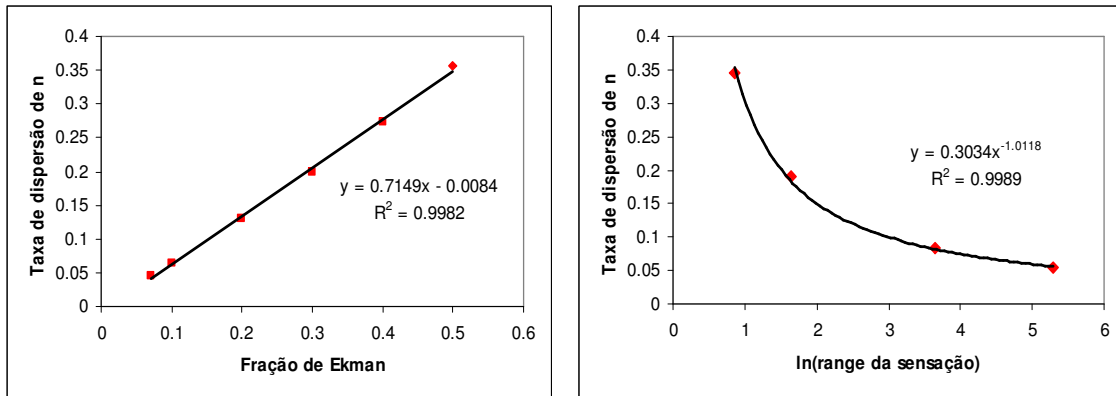 Taxa de dispersão de n
0.4
0.35
0.3
0.25
0.2
0.15
0.1
0.05
0
y = 0.7149x - 0.0084
R² = 0.9982
0 0.1 0.2 0.3 0.4 0.5 0.6
Fração de Ekman
Taxa de dispersão de n
0.4
0.35
0.3
0.25
0.2
0.15
0.1
0.05
0
y = 0.3034x⁻¹·⁰¹¹⁸
R² = 0.9989
0 1 2 3 4 5 6
ln(range da sensação)